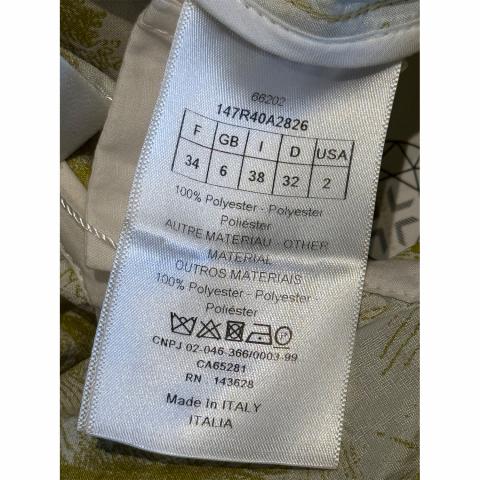 66202
147R40A2826
F GB I D USA
34 6 38 32 2
100% Polyester - Polyester
Poliéster
AUTRE MATERIAU OTHER
MATERIAL
OUTROS MATERIAIS
100% Polyester - Polyester
Poliéster
CNPJ 02-046-366/0003-99
CA65281
RN 143628
Made In ITALY
ITALIA